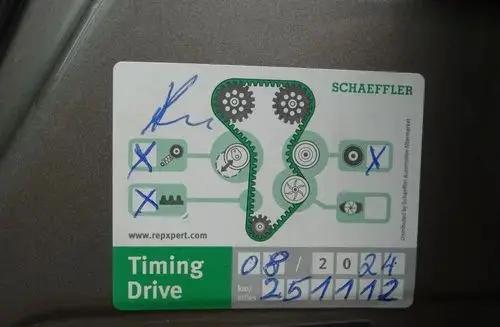 SCHAEFFLER
X
X
X
www.repxpert.com
Distributed by Schaeffler Automotive Aftermarket
Timing
Drive
08 / 2024
km/
miles 251112